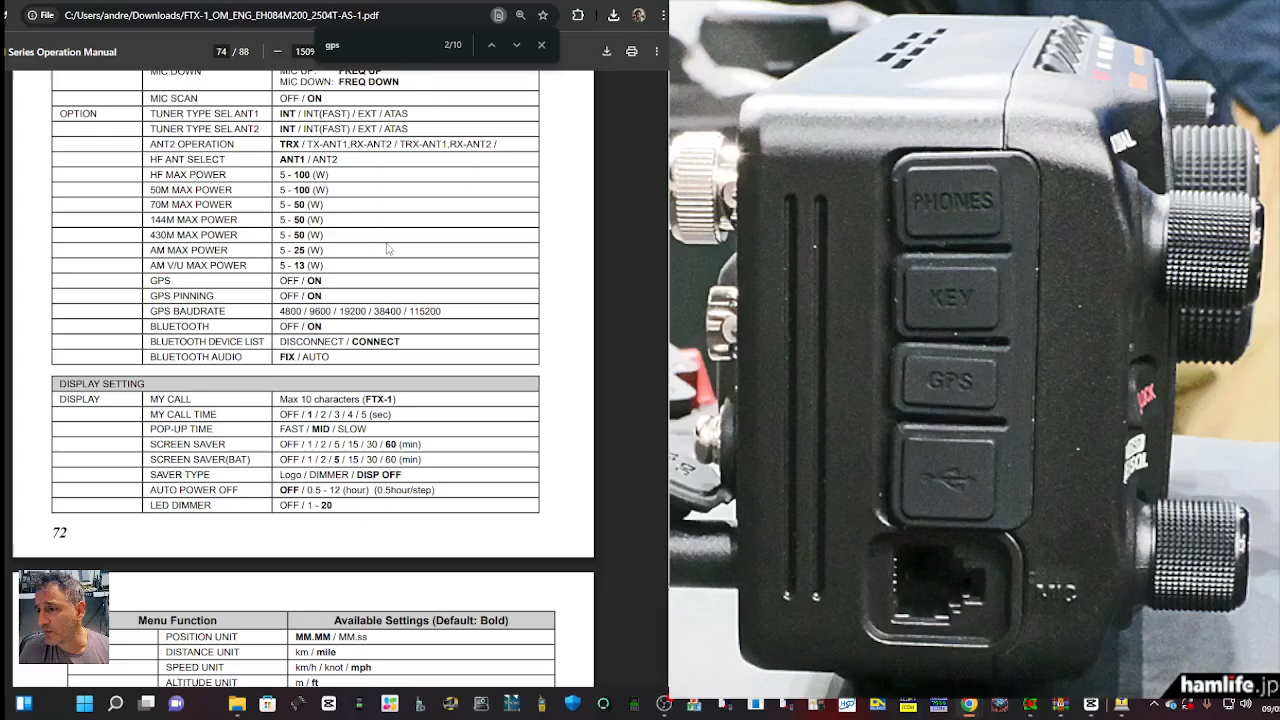 File C:/Users/andre/Downloads/FTX-1_OM_ENG_EH084M200_2504T-AS-1.pdf
Series Operation Manual
74 / 88
150%
gps
2/10
MIC DOWN
MIC UP: FREQ UP
MIC DOWN: FREQ DOWN
MIC SCAN OFF / ON
OPTION TUNER TYPE SEL ANT1 INT / INT(FAST) / EXT / ATAS
TUNER TYPE SEL ANT2 INT / INT(FAST) / EXT / ATAS
ANT2 OPERATION TRX / TX-ANT1,RX-ANT2 / TRX-ANT1,RX-ANT2 /
HF ANT SELECT ANT1 / ANT2
HF MAX POWER 5 - 100 (W)
50M MAX POWER 5 - 100 (W)
70M MAX POWER 5 - 50 (W)
144M MAX POWER 5 - 50 (W)
430M MAX POWER 5 - 50 (W)
AM MAX POWER 5 - 25 (W)
AM V/U MAX POWER 5 - 13 (W)
GPS OFF / ON
GPS PINNING OFF / ON
GPS BAUDRATE 4800 / 9600 / 19200 / 38400 / 115200
BLUETOOTH OFF / ON
BLUETOOTH DEVICE LIST DISCONNECT / CONNECT
BLUETOOTH AUDIO FIX / AUTO
DISPLAY SETTING
DISPLAY MY CALL Max 10 characters (FTX-1)
MY CALL TIME OFF / 1 / 2 / 3 / 4 / 5 (sec)
POP-UP TIME FAST / MID / SLOW
SCREEN SAVER OFF / 1 / 2 / 5 / 15 / 30 / 60 (min)
SCREEN SAVER(BAT) OFF / 1 / 2 / 5 / 15 / 30 / 60 (min)
SAVER TYPE Logo / DIMMER / DISP OFF
AUTO POWER OFF OFF / 0.5 - 12 (hour) (0.5hour/step)
LED DIMMER OFF / 1 - 20
72
Menu Function Available Settings (Default: Bold)
POSITION UNIT MM.MM / MM.ss
DISTANCE UNIT km / mile
SPEED UNIT km/h / knot / mph
ALTITUDE UNIT m / ft
PHONES
KEY
GPS
MIC
LOCK
DC
hamlife.jp